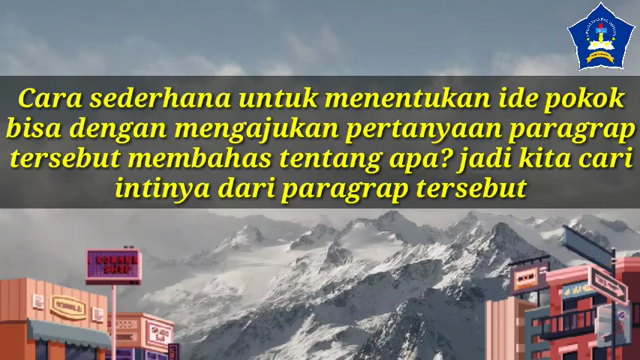 Cara sederhana untuk menentukan ide pokok
bisa dengan mengajukan pertanyaan paragrap
tersebut membahas tentang apa? jadi kita cari
intinya dari paragrap tersebut